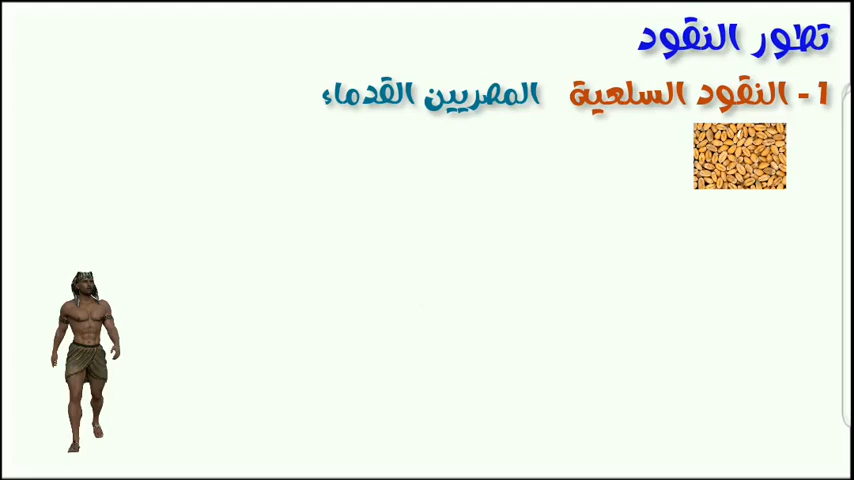 تطور النقود
1- النقود السلعية المصريين القدماء